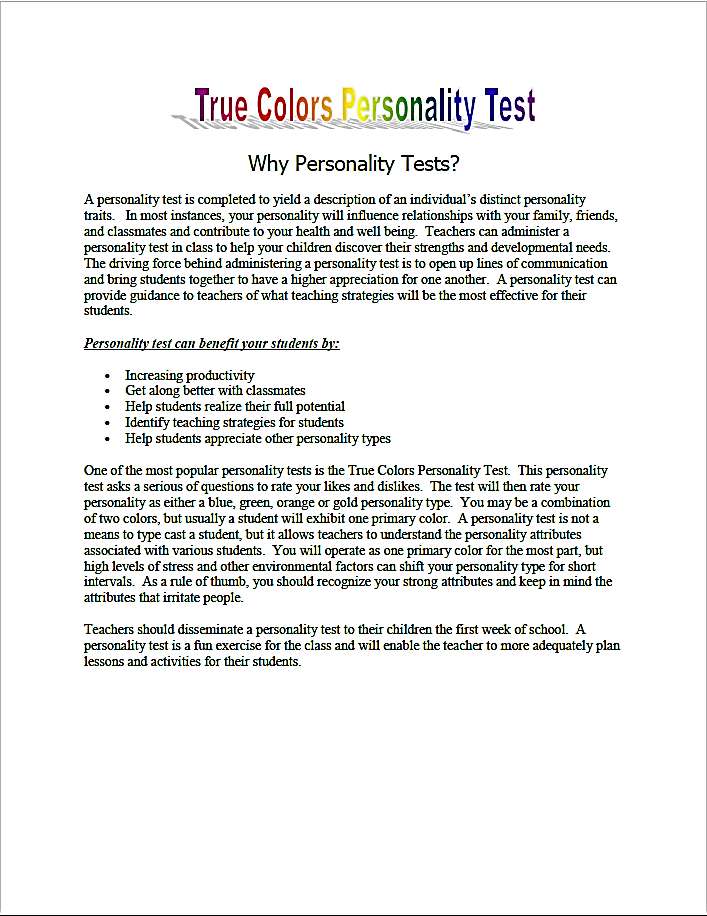 True Colors Personality Test
Why Personality Tests?
A personality test is completed to yield a description of an individual's distinct personality
traits. In most instances, your personality will influence relationships with your family, friends,
and classmates and contribute to your health and well being. Teachers can administer a
personality test in class to help your children discover their strengths and developmental needs.
The driving force behind administering a personality test is to open up lines of communication
and bring students together to have a higher appreciation for one another. A personality test can
provide guidance to teachers of what teaching strategies will be the most effective for their
students.
Personality test can benefit your students by:
• Increasing productivity
• Get along better with classmates
• Help students realize their full potential
• Identify teaching strategies for students
• Help students appreciate other personality types
One of the most popular personality tests is the True Colors Personality Test. This personality
test asks a serious of questions to rate your likes and dislikes. The test will then rate your
personality as either a blue, green, orange or gold personality type. You may be a combination
of two colors, but usually a student will exhibit one primary color. A personality test is not a
means to type cast a student, but it allows teachers to understand the personality attributes
associated with various students. You will operate as one primary color for the most part, but
high levels of stress and other environmental factors can shift your personality type for short
intervals. As a rule of thumb, you should recognize your strong attributes and keep in mind the
attributes that irritate people.
Teachers should disseminate a personality test to their children the first week of school. A
personality test is a fun exercise for the class and will enable the teacher to more adequately plan
lessons and activities for their students.